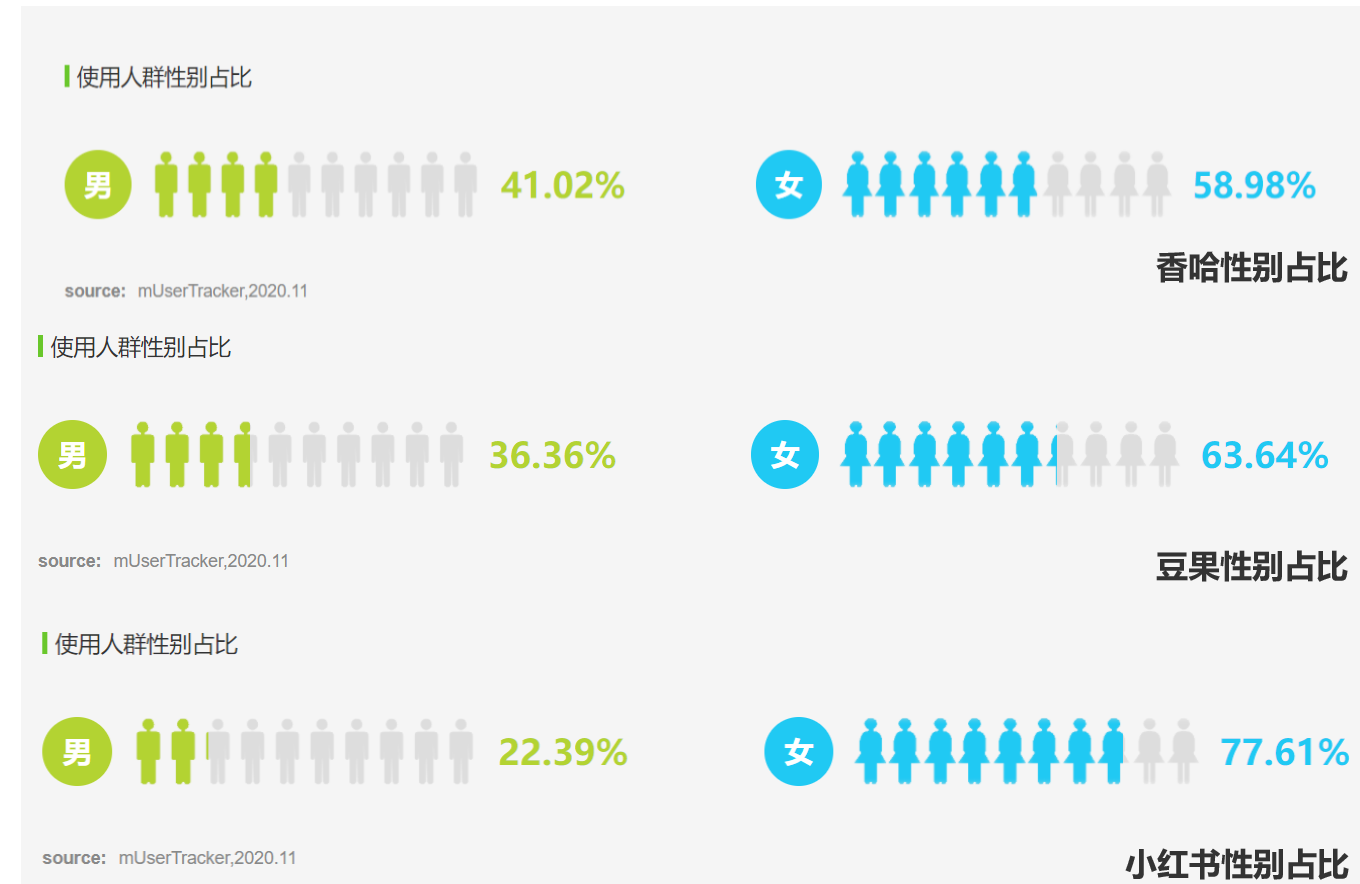 使用人群性别占比
男 41.02% 女 58.98%
香哈性别占比
source: mUserTracker,2020.11
使用人群性别占比
男 36.36% 女 63.64%
source: mUserTracker,2020.11
豆果性别占比
使用人群性别占比
男 22.39% 女 77.61%
source: mUserTracker,2020.11
小红书性别占比